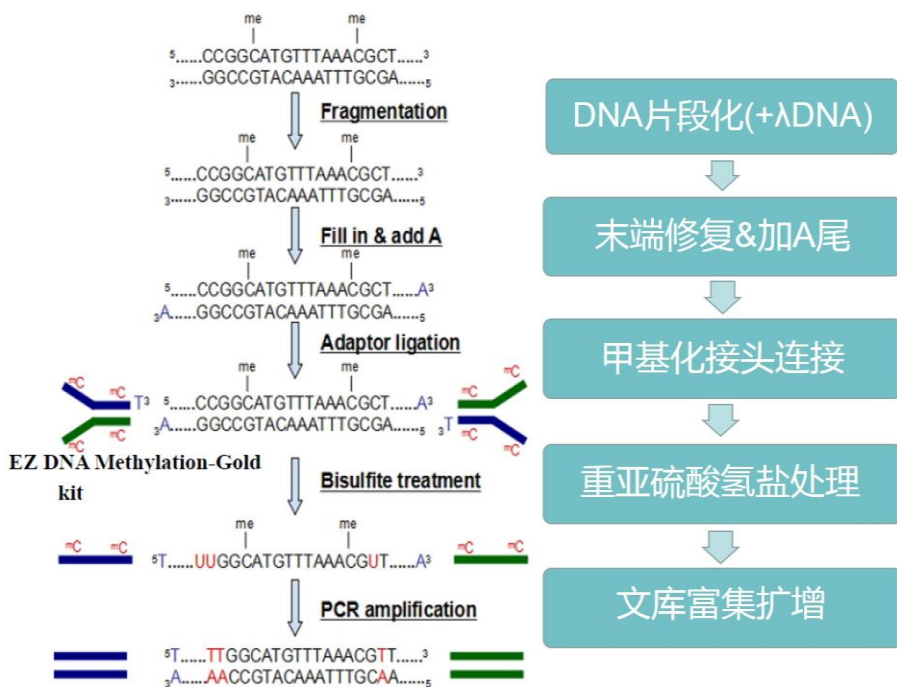 me me
5......CCGGCATGTTTAAACGCT......3
3......GGCCGTACAAATTTGCGA......5
Fragmentation
me me
5......CCGGCATGTTTAAACGCT......3
3......GGCCGTACAAATTTGCGA......5
Fill in & add A
me me
5......CCGGCATGTTTAAACGCT......A3
3A......GGCCGTACAAATTTGCGA......5
Adaptor ligation
me me
mC mC T3 5......CCGGCATGTTTAAACGCT......A3 mC mC
mC mC 3A......GGCCGTACAAATTTGCGA......5 3T mC mC
EZ DNA Methylation-Gold
kit
Bisulfite treatment
me me
mC mC 5T......UUGGCATGTTTAAACGUT......A3 mC mC
PCR amplification
5T......TTGGCATGTTTAAACGTT......3
3A......AACCGTACAAATTTGCAA......5
DNA片段化(+λDNA)
末端修复&加A尾
甲基化接头连接
重亚硫酸氢盐处理
文库富集扩增